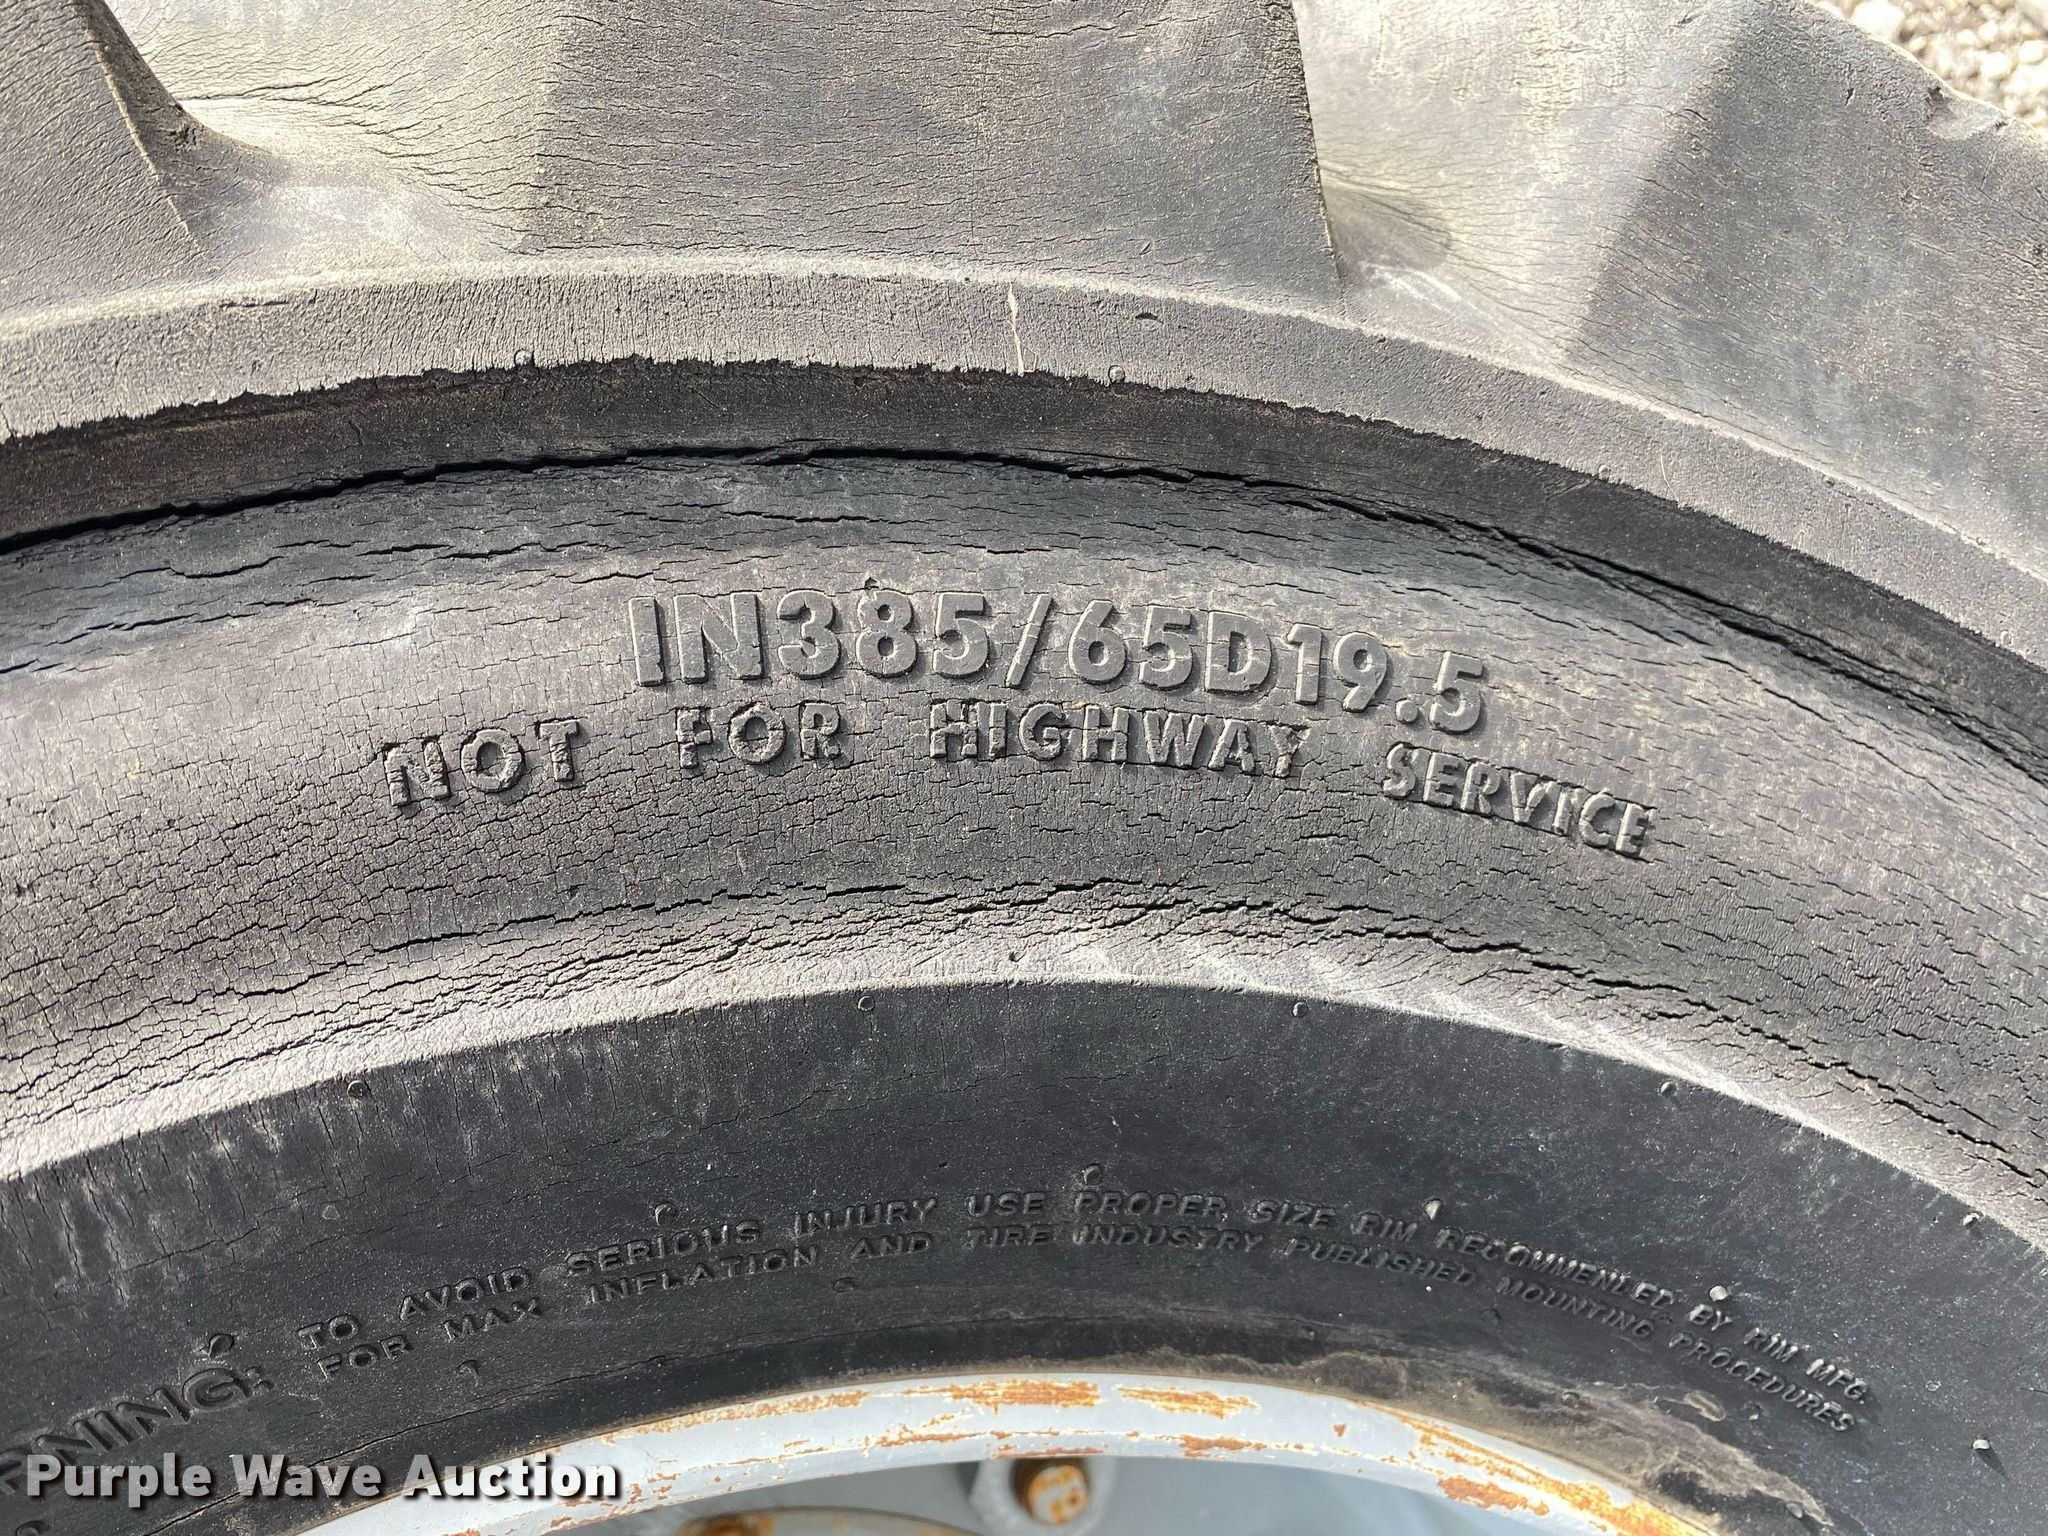 IN385/65D19.5
NOT FOR HIGHWAY SERVICE
TO AVOID SERIOUS INJURY USE PROPER SIZE RIM RECOMMENDED BY RIM MFG.
RNING: FOR MAX. INFLATION AND TIRE INDUSTRY PUBLISHED MOUNTING PROCEDURES
Purple Wave Auction